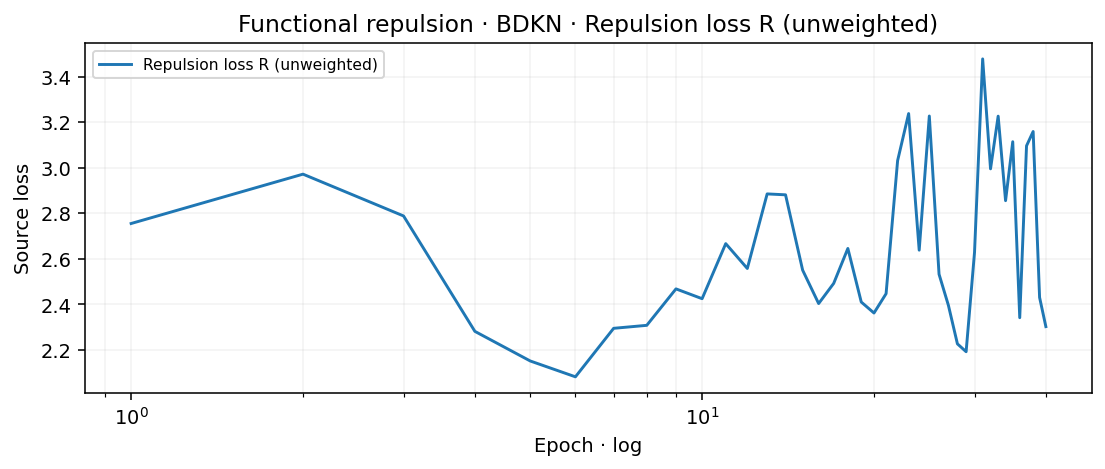 Functional repulsion · BDKN · Repulsion loss R (unweighted)
Repulsion loss R (unweighted)
Source loss
3.4
3.2
3.0
2.8
2.6
2.4
2.2
10⁰
10¹
Epoch · log